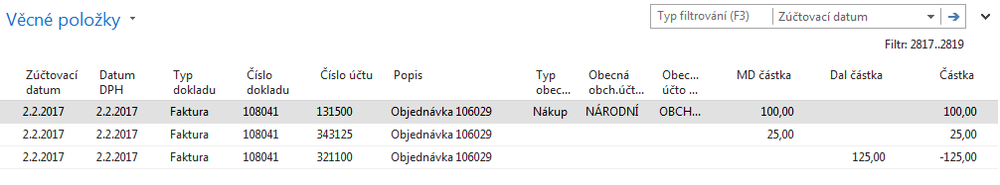 Věcné položky
Typ filtrování (F3) Zúčtovací datum
Filtr: 2817..2819
Zúčtovací datum Datum DPH Typ dokladu Číslo dokladu Číslo účtu Popis Typ obec... Obecná obch.účt... Obec... účto ... MD částka Dal částka Částka
2.2.2017 2.2.2017 Faktura 108041 131500 Objednávka 106029 Nákup NÁRODNÍ OBCH... 100,00 100,00
2.2.2017 2.2.2017 Faktura 108041 343125 Objednávka 106029 25,00 25,00
2.2.2017 2.2.2017 Faktura 108041 321100 Objednávka 106029 125,00 -125,00